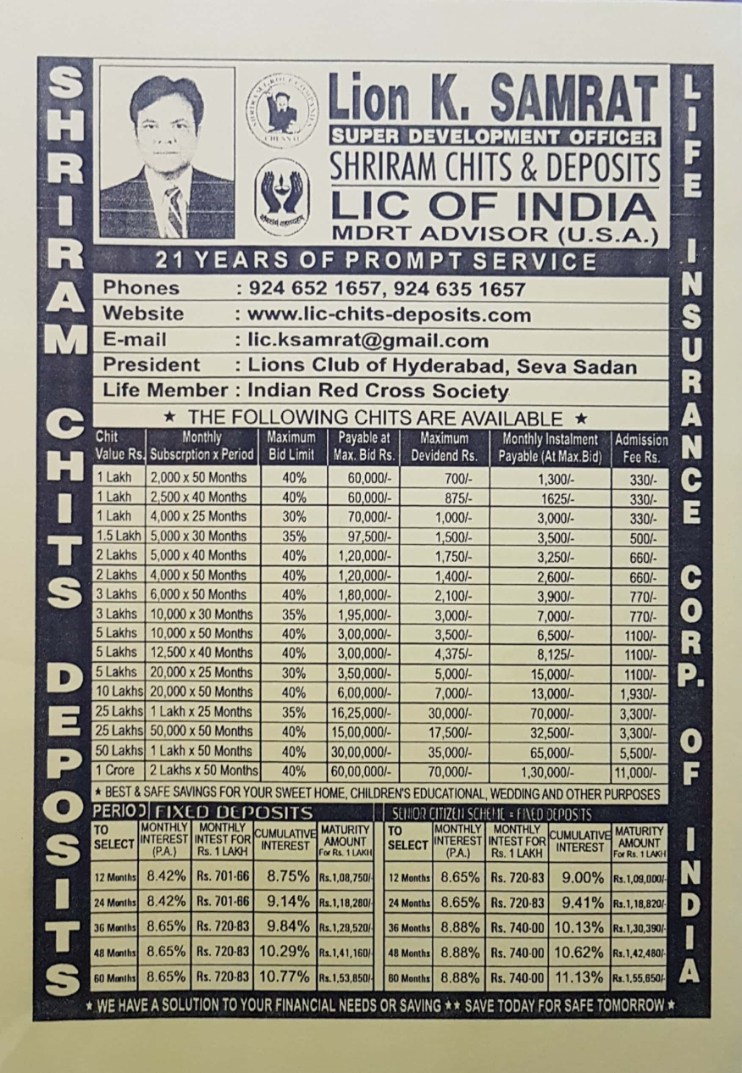 SHRIRAM CHITS DEPOSITS
Lion K. SAMRAT
SUPER DEVELOPMENT OFFICER
SHRIRAM CHITS & DEPOSITS
LIC OF INDIA
MDRT ADVISOR (U.S.A.)
21 YEARS OF PROMPT SERVICE
Phones : 924 652 1657, 924 635 1657
Website : www.lic-chits-deposits.com
E-mail : lic.ksamrat@gmail.com
President : Lions Club of Hyderabad, Seva Sadan
Life Member : Indian Red Cross Society
★ THE FOLLOWING CHITS ARE AVAILABLE ★
Chit Value Rs. Monthly Subscrption x Period Maximum Bid Limit Payable at Max. Bid Rs. Maximum Devidend Rs. Monthly Instalment Payable (At Max.Bid) Admission Fee Rs.
1 Lakh 2,000 x 50 Months 40% 60,000/- 700/- 1,300/- 330/-
1 Lakh 2,500 x 40 Months 40% 60,000/- 875/- 1625/- 330/-
1 Lakh 4,000 x 25 Months 30% 70,000/- 1,000/- 3,000/- 330/-
1.5 Lakh 5,000 x 30 Months 35% 97,500/- 1,500/- 3,500/- 500/-
2 Lakhs 5,000 x 40 Months 40% 1,20,000/- 1,750/- 3,250/- 660/-
2 Lakhs 4,000 x 50 Months 40% 1,20,000/- 1,400/- 2,600/- 660/-
3 Lakhs 6,000 x 50 Months 40% 1,80,000/- 2,100/- 3,900/- 770/-
3 Lakhs 10,000 x 30 Months 35% 1,95,000/- 3,000/- 7,000/- 770/-
5 Lakhs 10,000 x 50 Months 40% 3,00,000/- 3,500/- 6,500/- 1100/-
5 Lakhs 12,500 x 40 Months 40% 3,00,000/- 4,375/- 8,125/- 1100/-
5 Lakhs 20,000 x 25 Months 30% 3,50,000/- 5,000/- 15,000/- 1100/-
10 Lakhs 20,000 x 50 Months 40% 6,00,000/- 7,000/- 13,000/- 1,930/-
25 Lakhs 1 Lakh x 25 Months 35% 16,25,000/- 30,000/- 70,000/- 3,300/-
25 Lakhs 50,000 x 50 Months 40% 15,00,000/- 17,500/- 32,500/- 3,300/-
50 Lakhs 1 Lakh x 50 Months 40% 30,00,000/- 35,000/- 65,000/- 5,500/-
1 Crore 2 Lakhs x 50 Months 40% 60,00,000/- 70,000/- 1,30,000/- 11,000/-
★ BEST & SAFE SAVINGS FOR YOUR SWEET HOME, CHILDREN'S EDUCATIONAL, WEDDING AND OTHER PURPOSES
PERIOD FIXED DEPOSITS SENIOR CITIZEN SCHEME = FIXED DEPOSITS
TO SELECT MONTHLY INTEREST (P.A.) MONTHLY INTEST FOR Rs. 1 LAKH CUMULATIVE INTEREST MATURITY AMOUNT For Rs. 1 LAKH TO SELECT MONTHLY INTEREST (P.A.) MONTHLY INTEST FOR Rs. 1 LAKH CUMULATIVE INTEREST MATURITY AMOUNT For Rs. 1 LAKH
12 Months 8.42% Rs. 701-66 8.75% Rs.1,08,750/- 12 Months 8.65% Rs. 720-83 9.00% Rs.1,09,000/-
24 Months 8.42% Rs. 701-66 9.14% Rs.1,18,280/- 24 Months 8.65% Rs. 720-83 9.41% Rs.1,18,820/-
36 Months 8.65% Rs. 720-83 9.84% Rs.1,29,520/- 36 Months 8.88% Rs. 740-00 10.13% Rs.1,30,390/-
48 Months 8.65% Rs. 720-83 10.29% Rs.1,41,160/- 48 Months 8.88% Rs. 740-00 10.62% Rs.1,42,480/-
60 Months 8.65% Rs. 720-83 10.77% Rs.1,53,850/- 60 Months 8.88% Rs. 740-00 11.13% Rs.1,55,650/-
★ WE HAVE A SOLUTION TO YOUR FINANCIAL NEEDS OR SAVING ★★ SAVE TODAY FOR SAFE TOMORROW ★
LIFE INSURANCE CORP. OF INDIA